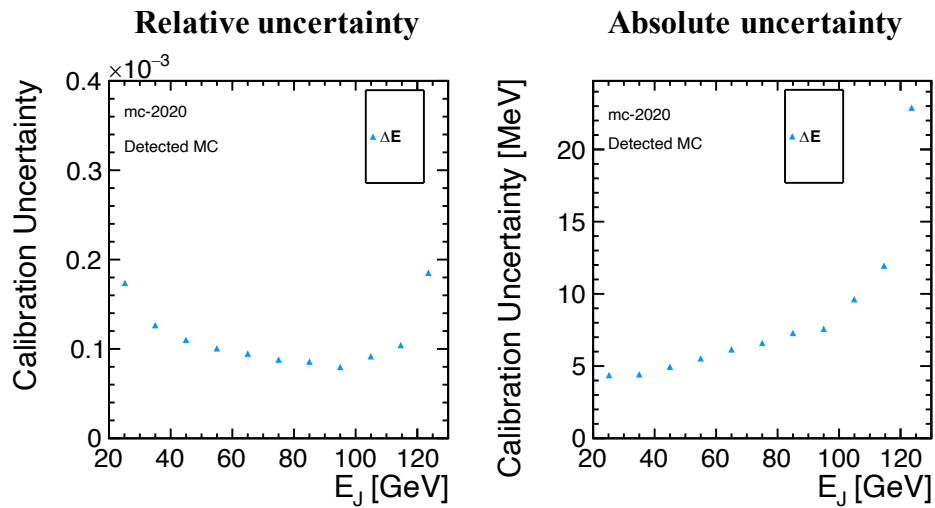 Relative uncertainty
×10⁻³
Calibration Uncertainty
0.4
0.3
0.2
0.1
0
mc-2020
Detected MC
ΔE
20 40 60 80 100 120
E_J [GeV]
Absolute uncertainty
Calibration Uncertainty [MeV]
20
15
10
5
0
mc-2020
Detected MC
ΔE
20 40 60 80 100 120
E_J [GeV]